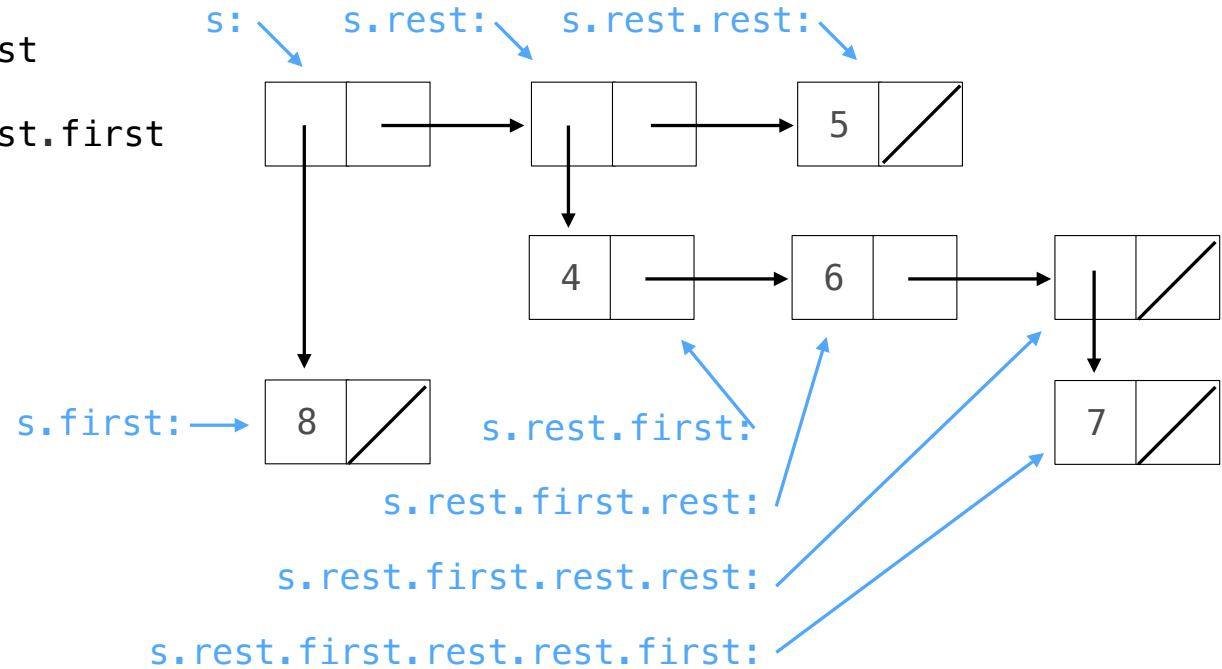 s: s.rest: s.rest.rest:
st
st.first
5
4 6
s.first: 8 s.rest.first: 7
s.rest.first.rest:
s.rest.first.rest.rest:
s.rest.first.rest.rest.first: